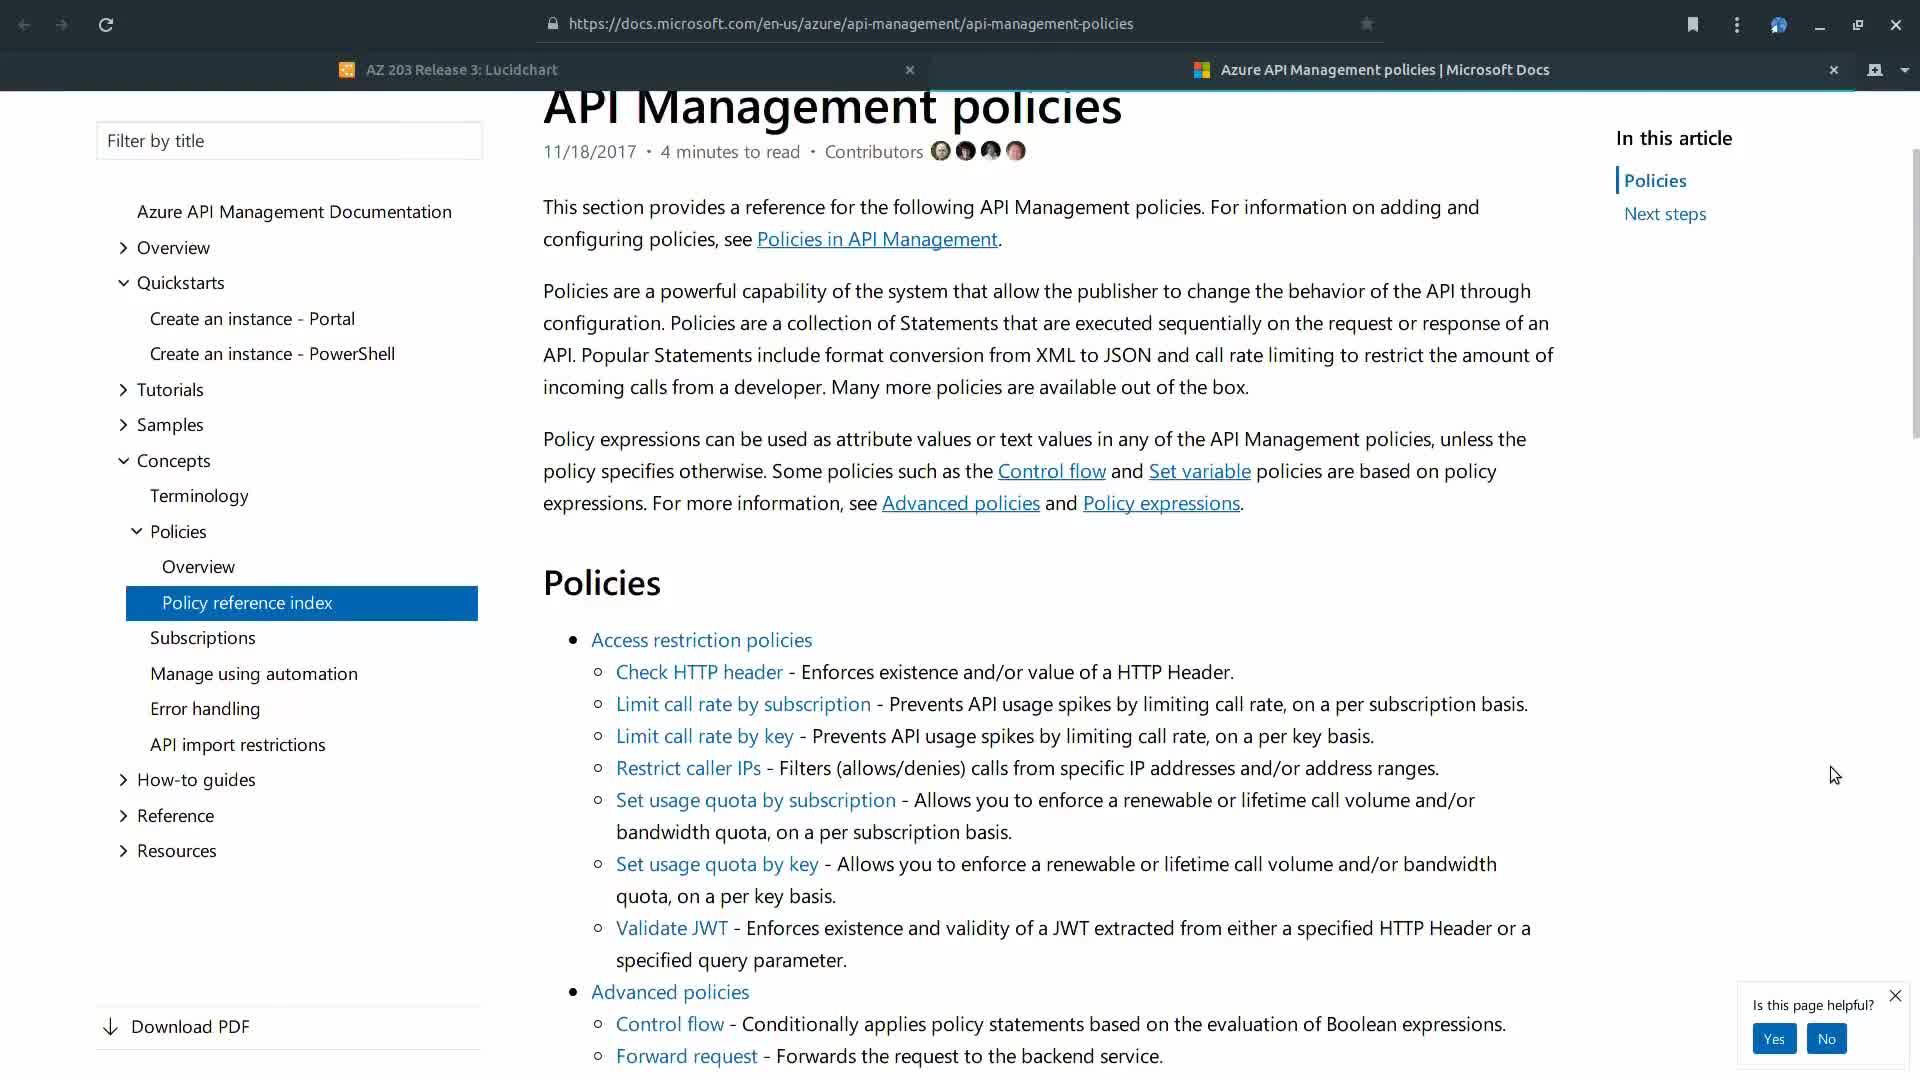 https://docs.microsoft.com/en-us/azure/api-management/api-management-policies
AZ 203 Release 3: Lucidchart
Azure API Management policies | Microsoft Docs
Filter by title
Azure API Management Documentation
Overview
Quickstarts
Create an instance - Portal
Create an instance - PowerShell
Tutorials
Samples
Concepts
Terminology
Policies
Overview
Policy reference index
Subscriptions
Manage using automation
Error handling
API import restrictions
How-to guides
Reference
Resources
Download PDF
API Management policies
11/18/2017 • 4 minutes to read • Contributors
This section provides a reference for the following API Management policies. For information on adding and
configuring policies, see Policies in API Management.
Policies are a powerful capability of the system that allow the publisher to change the behavior of the API through
configuration. Policies are a collection of Statements that are executed sequentially on the request or response of an
API. Popular Statements include format conversion from XML to JSON and call rate limiting to restrict the amount of
incoming calls from a developer. Many more policies are available out of the box.
Policy expressions can be used as attribute values or text values in any of the API Management policies, unless the
policy specifies otherwise. Some policies such as the Control flow and Set variable policies are based on policy
expressions. For more information, see Advanced policies and Policy expressions.
Policies
• Access restriction policies
○ Check HTTP header - Enforces existence and/or value of a HTTP Header.
○ Limit call rate by subscription - Prevents API usage spikes by limiting call rate, on a per subscription basis.
○ Limit call rate by key - Prevents API usage spikes by limiting call rate, on a per key basis.
○ Restrict caller IPs - Filters (allows/denies) calls from specific IP addresses and/or address ranges.
○ Set usage quota by subscription - Allows you to enforce a renewable or lifetime call volume and/or
bandwidth quota, on a per subscription basis.
○ Set usage quota by key - Allows you to enforce a renewable or lifetime call volume and/or bandwidth
quota, on a per key basis.
○ Validate JWT - Enforces existence and validity of a JWT extracted from either a specified HTTP Header or a
specified query parameter.
• Advanced policies
○ Control flow - Conditionally applies policy statements based on the evaluation of Boolean expressions.
○ Forward request - Forwards the request to the backend service.
In this article
Policies
Next steps
Is this page helpful?
Yes No